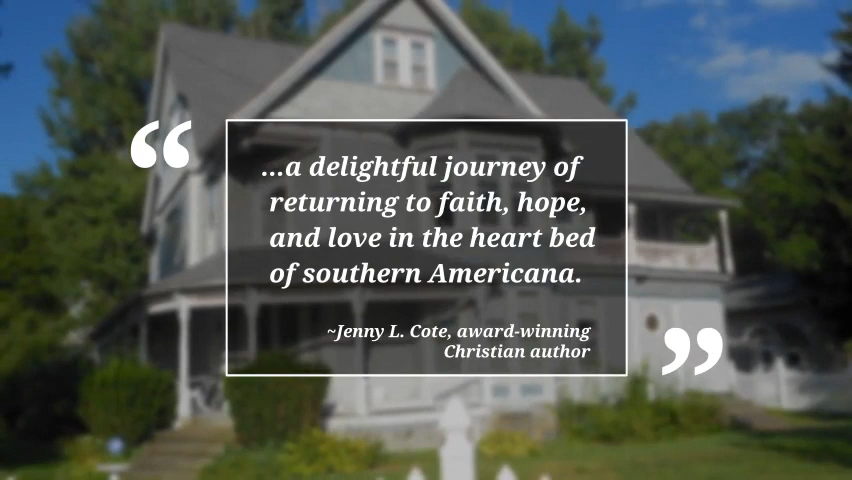 “
...a delightful journey of
returning to faith, hope,
and love in the heart bed
of southern Americana.
~Jenny L. Cote, award-winning
Christian author
”